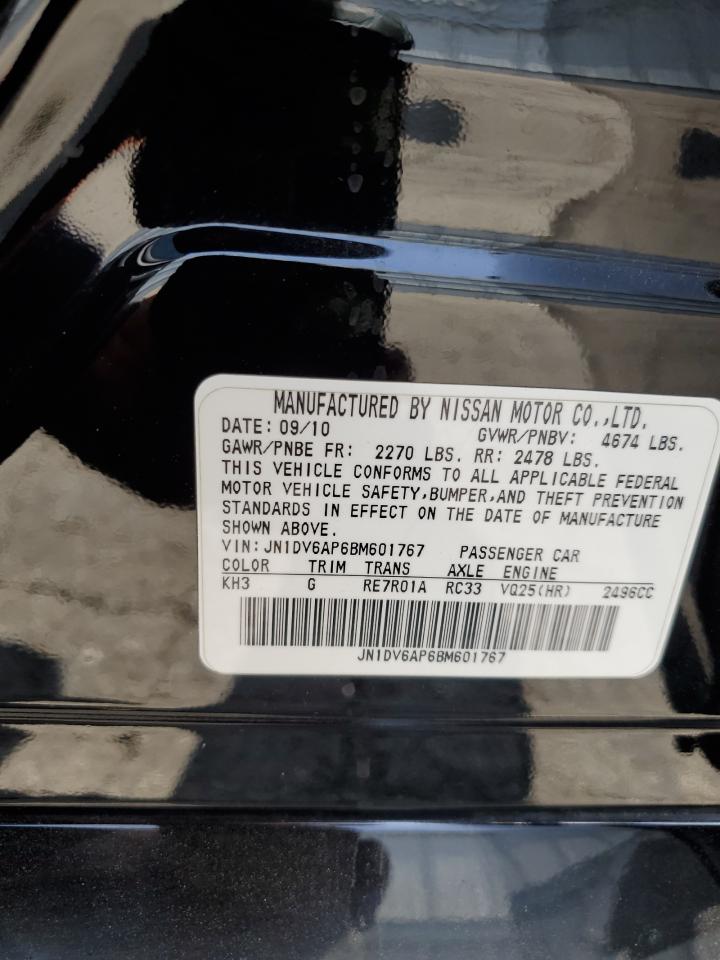 MANUFACTURED BY NISSAN MOTOR CO.,LTD.
DATE: 09/10 GVWR/PNBV: 4674 LBS.
GAWR/PNBE FR: 2270 LBS. RR: 2478 LBS.
THIS VEHICLE CONFORMS TO ALL APPLICABLE FEDERAL
MOTOR VEHICLE SAFETY,BUMPER,AND THEFT PREVENTION
STANDARDS IN EFFECT ON THE DATE OF MANUFACTURE
SHOWN ABOVE.
VIN:JN1DV6AP6BM601767 PASSENGER CAR
COLOR TRIM TRANS AXLE ENGINE
KH3 G RE7R01A RC33 VQ25(HR) 2496CC
JN1DV6AP6BM601767